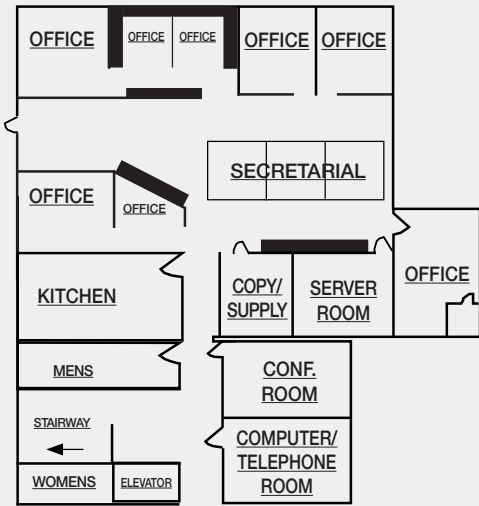 OFFICE
OFFICE
OFFICE
OFFICE
OFFICE
SECRETARIAL
OFFICE
OFFICE
OFFICE
KITCHEN
COPY/
SUPPLY
SERVER
ROOM
MENS
CONF.
ROOM
STAIRWAY
COMPUTER/
TELEPHONE
ROOM
WOMENS
ELEVATOR